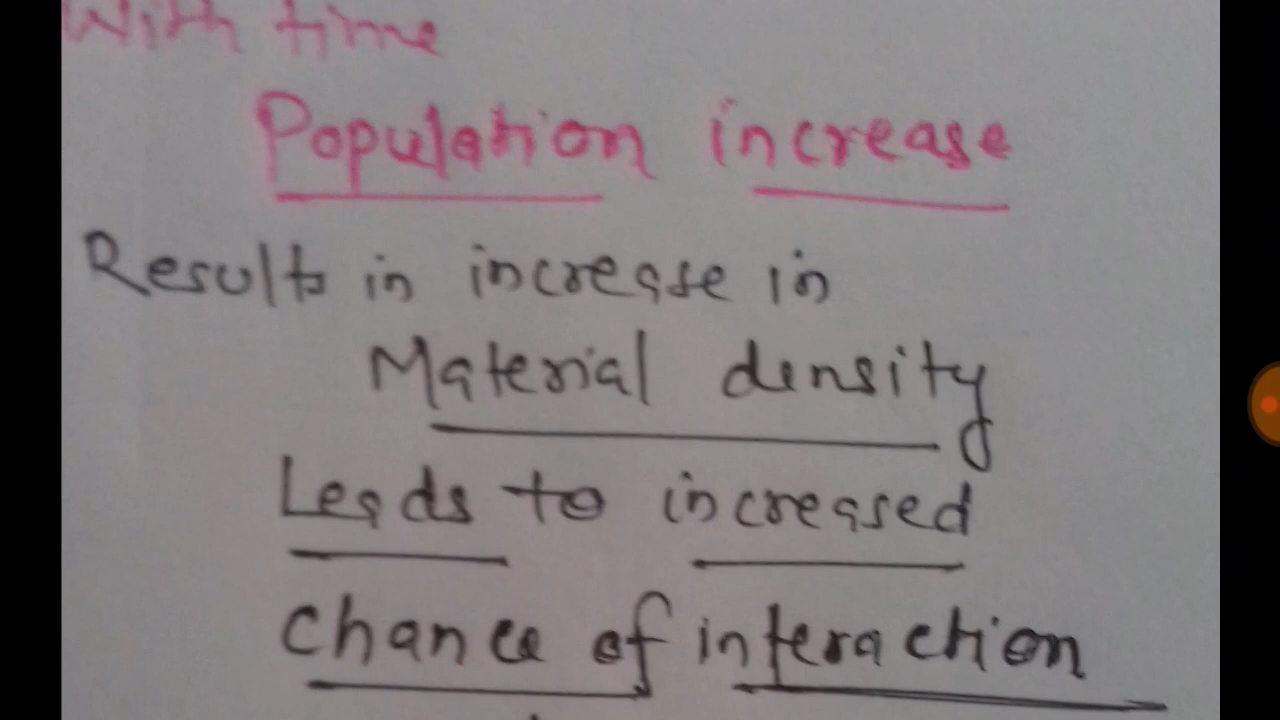 With time
Population increase
Results in increase in
Material density
Leads to increased
chance of interaction